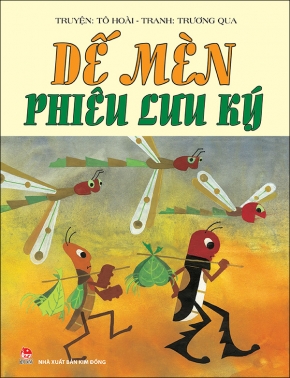 TRUYỆN: TÔ HOÀI - TRANH: TRƯƠNG QUA
DẾ MÈN
PHIÊU LƯU KÝ
NHÀ XUẤT BẢN KIM ĐỒNG